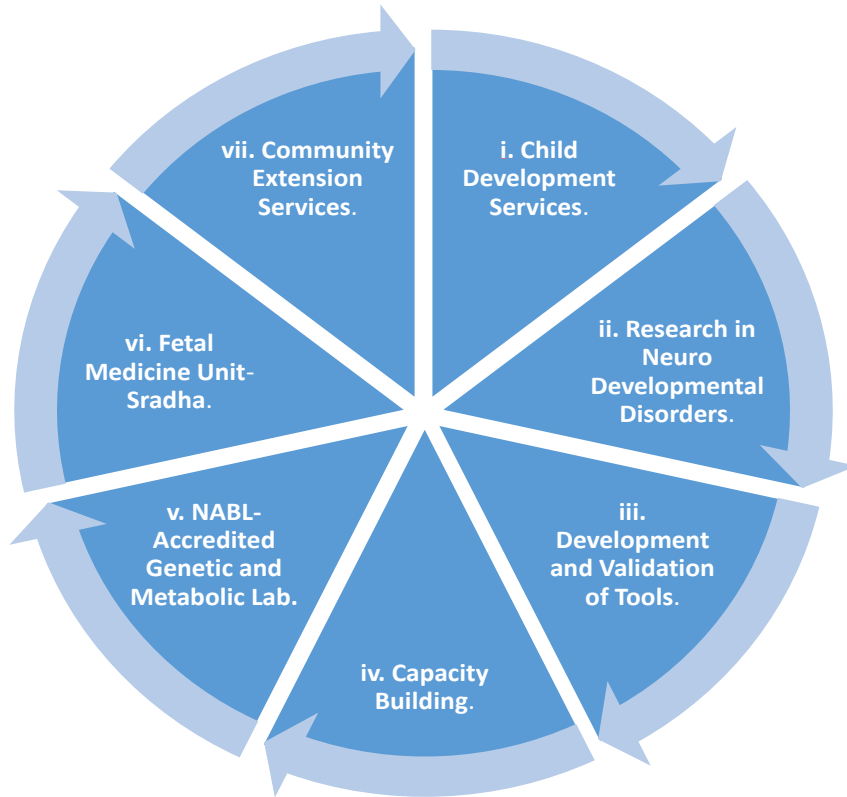 i. Child
Development
Services.
ii. Research in
Neuro
Developmental
Disorders.
iii.
Development
and Validation
of Tools.
iv. Capacity
Building.
v. NABL-
Accredited
Genetic and
Metabolic Lab.
vi. Fetal
Medicine Unit-
Sradha.
vii. Community
Extension
Services.